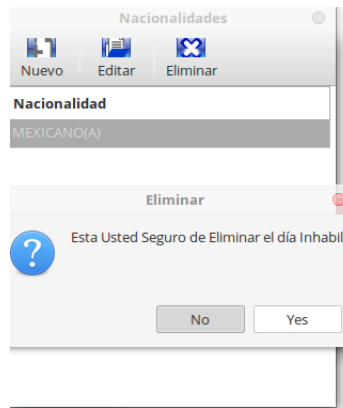 Nacionalidades
Nuevo Editar Eliminar
Nacionalidad
MEXICANO(A)
Eliminar
Esta Usted Seguro de Eliminar el día Inhabil
No Yes